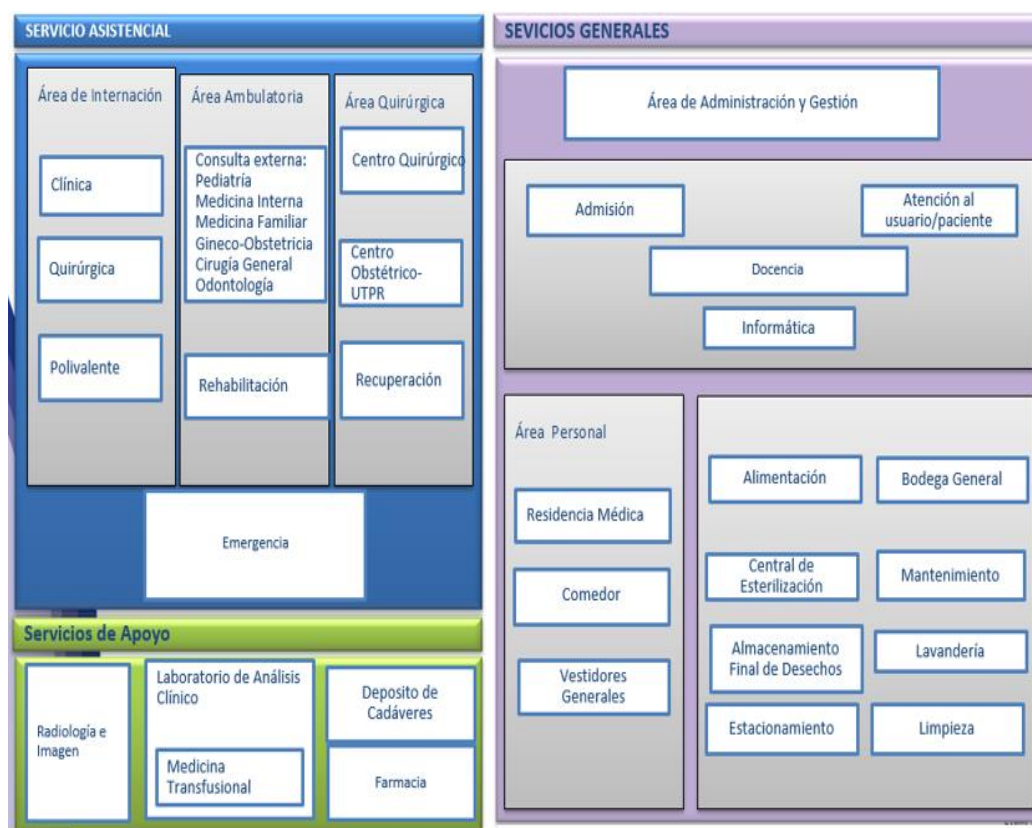 SERVICIO ASISTENCIAL
Área de Internación
Clínica
Quirúrgica
Polivalente
Área Ambulatoria
Consulta externa:
Pediatría
Medicina Interna
Medicina Familiar
Gineco-Obstetricia
Cirugía General
Odontología
Rehabilitación
Área Quirúrgica
Centro Quirúrgico
Centro
Obstétrico-
UTPR
Recuperación
Emergencia
Servicios de Apoyo
Radiología e
Imagen
Laboratorio de Análisis
Clínico
Medicina
Transfusional
Deposito de
Cadáveres
Farmacia
SEVICIOS GENERALES
Área de Administración y Gestión
Admisión
Atención al
usuario/paciente
Docencia
Informática
Área Personal
Residencia Médica
Comedor
Vestidores
Generales
Alimentación
Bodega General
Central de
Esterilización
Mantenimiento
Almacenamiento
Final de Desechos
Lavandería
Estacionamiento
Limpieza